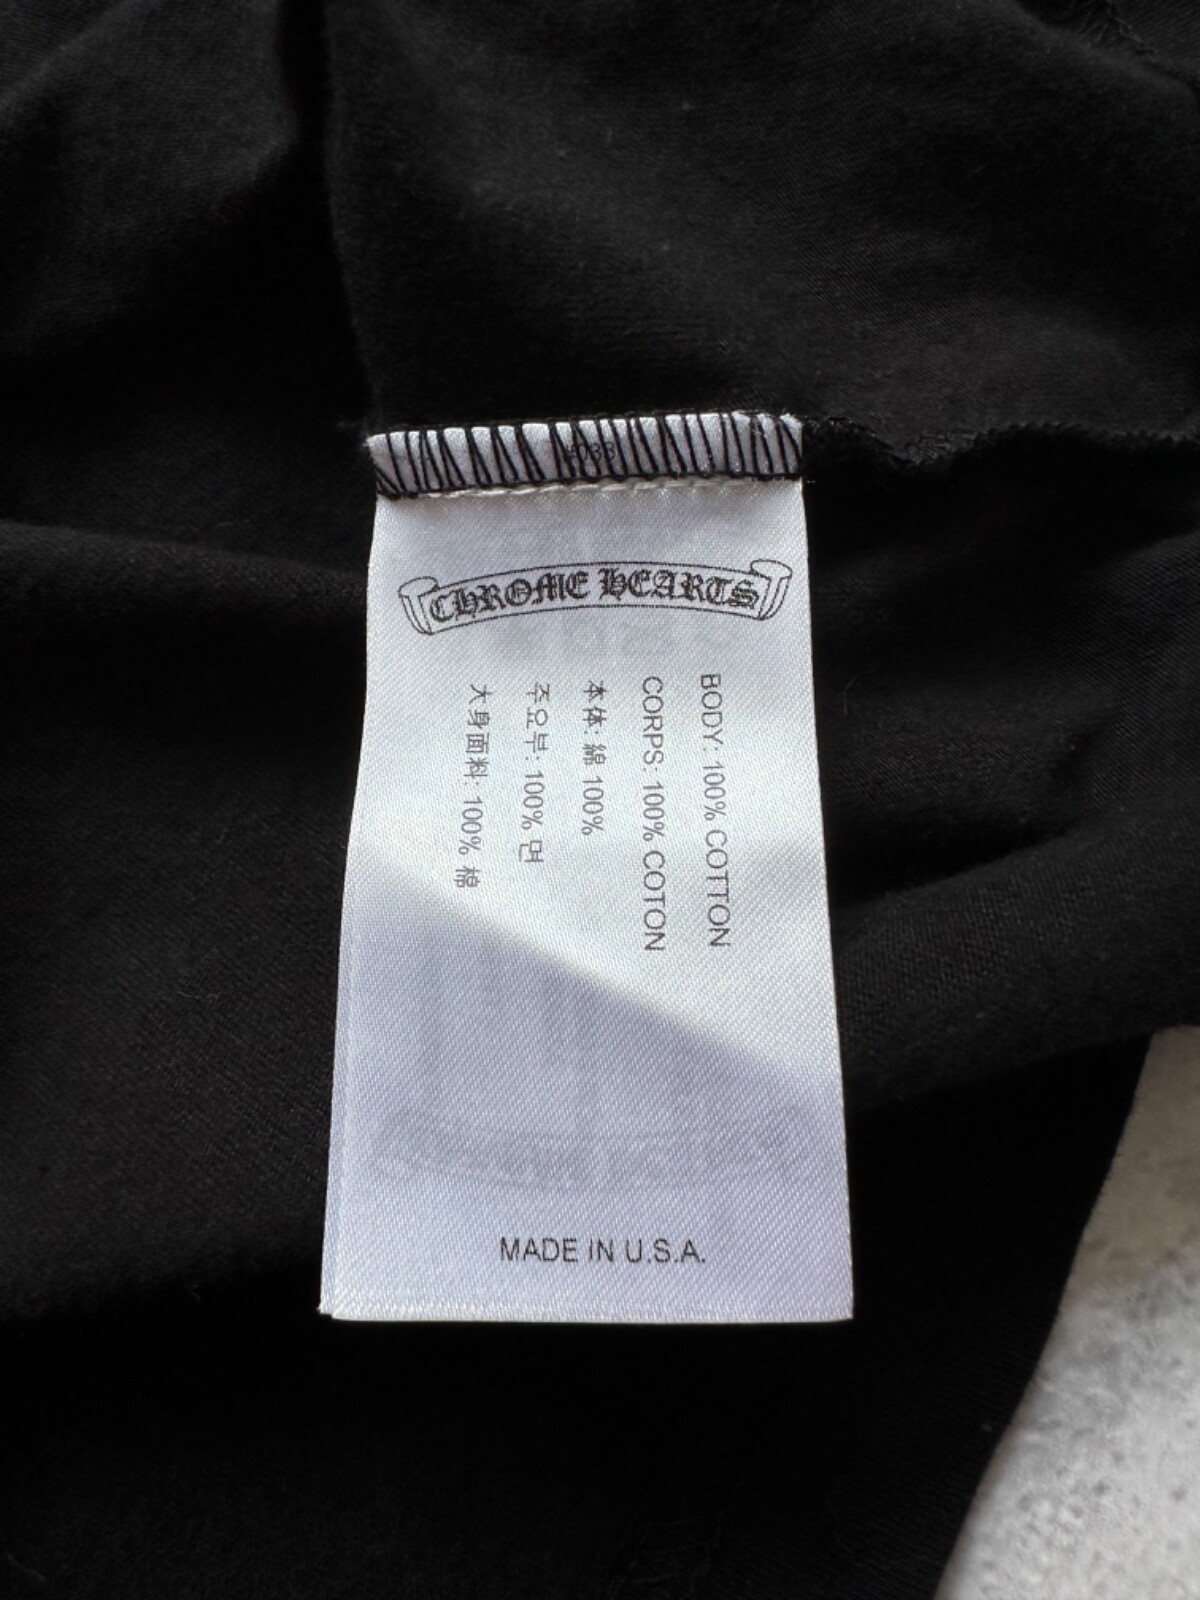 CHROME HEARTS
BODY: 100% COTTON
CORPS: 100% COTON
本体: 綿 100%
주요부: 100% 면
大身面料: 100% 棉
MADE IN U.S.A.